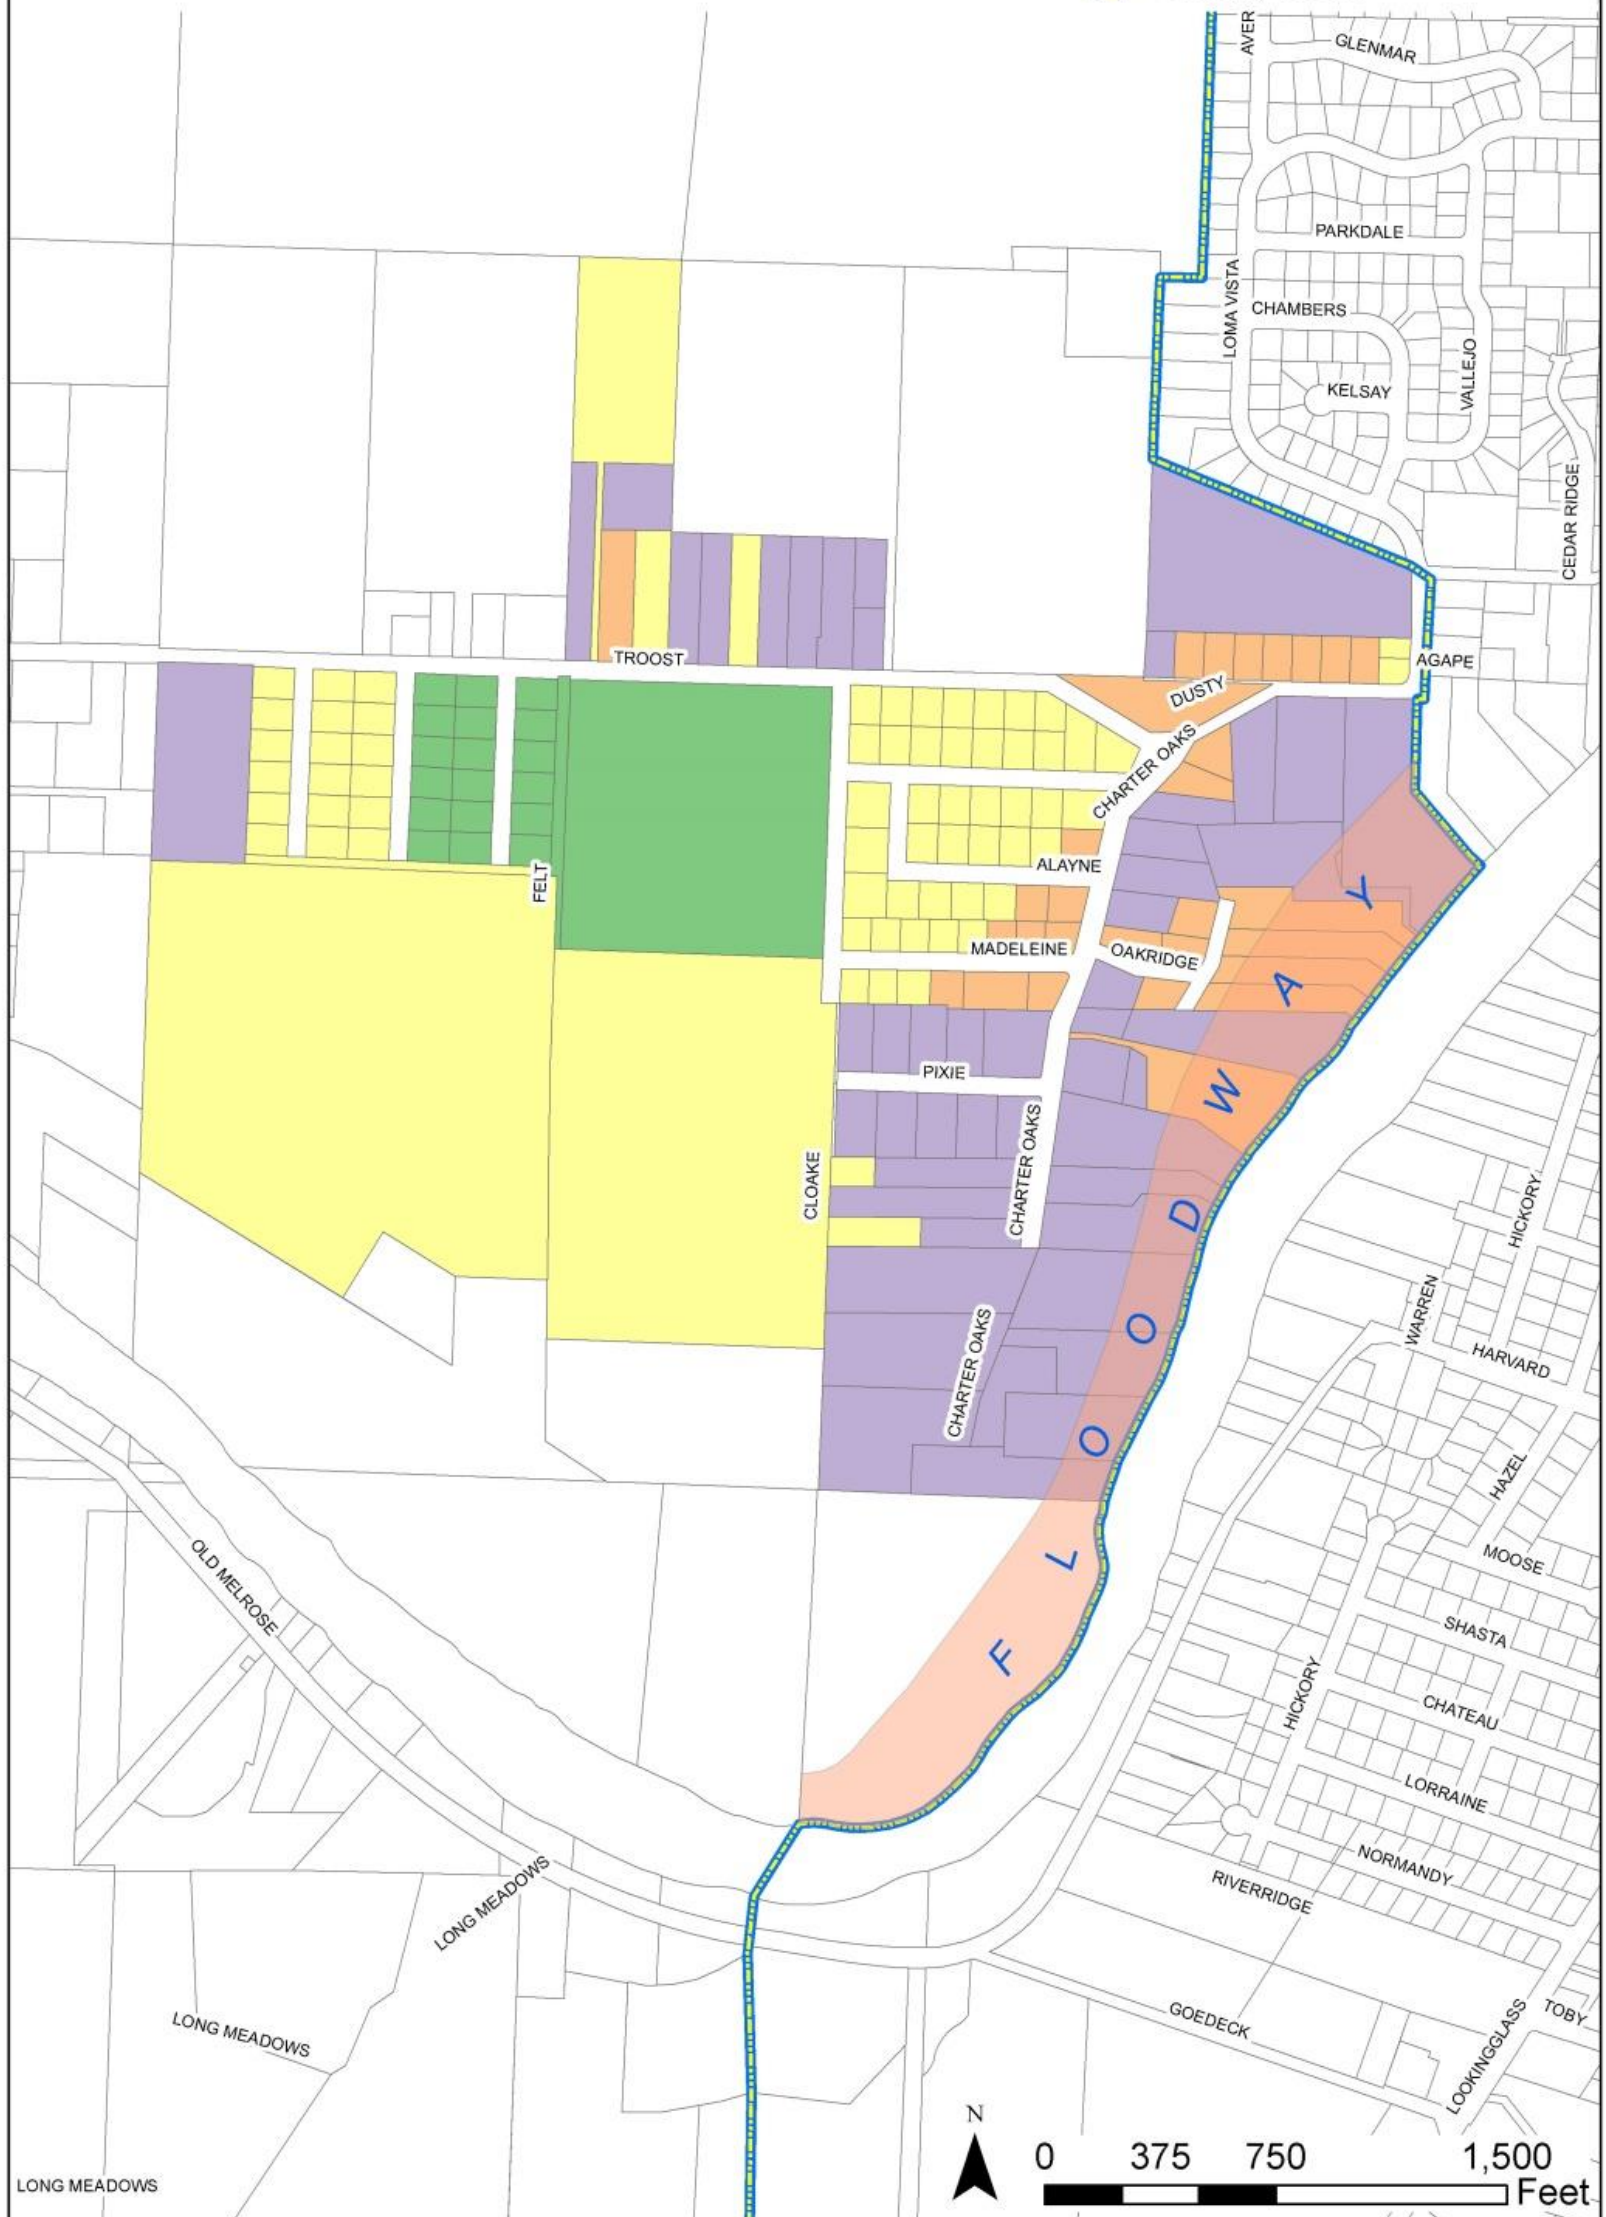 AVER
GLENMAR
PARKDALE
LOMA VISTA
CHAMBERS
VALLEJO
KELSAY
CEDAR RIDGE
TROOST
AGAPE
DUSTY
CHARTER OAKS
FELT
ALAYNE
MADELEINE
OAKRIDGE
PIXIE
CLOAKE
CHARTER OAKS
CHARTER OAKS
FLOODWAY
HICKORY
WARREN
HARVARD
HAZEL
OLD MELROSE
MOOSE
SHASTA
HICKORY
CHATEAU
LORRAINE
NORMANDY
RIVERRIDGE
LONG MEADOWS
LONG MEADOWS
GOEDECK
TOBY
LOOKINGGLASS
LONG MEADOWS
N
0 375 750 1,500
Feet